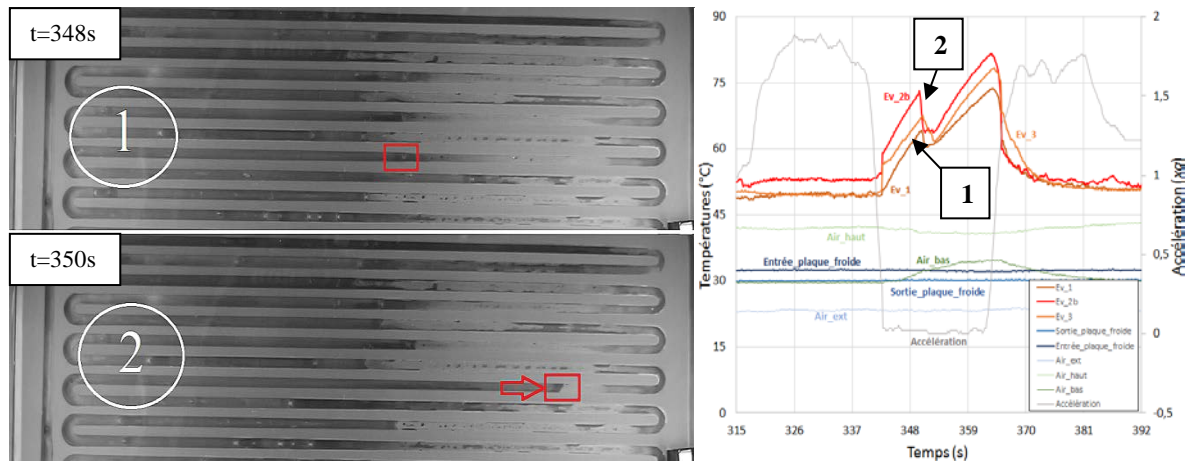 t=348s
1
t=350s
2
90
75
60
45
30
15
0
Températures (°C)
2
1,5
1
0,5
0
-0,5
Accélération (xg)
315 326 337 348 359 370 381 392
Temps (s)
2
1
Ev_2b
Ev_3
Ev_1
Air_haut
Entrée_plaque_froide
Air_bas
Sortie_plaque_froide
Air_ext
Accélération
Ev_1
Ev_2b
Ev_3
Sortie_plaque_froide
Entrée_plaque_froide
Air_ext
Air_haut
Air_bas
Accélération